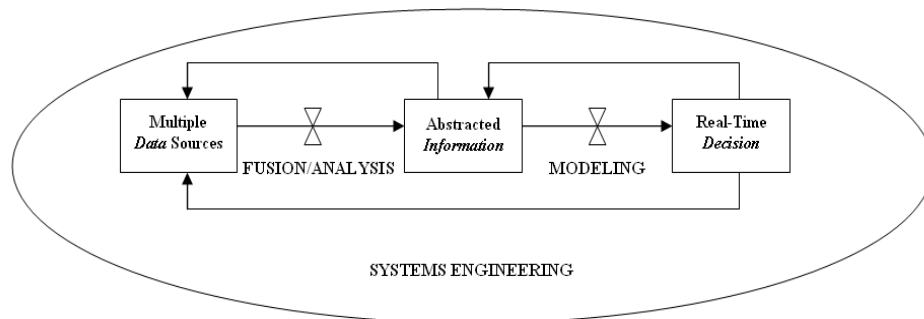 Multiple
Data Sources
FUSION/ANALYSIS
Abstracted
Information
MODELING
Real-Time
Decision
SYSTEMS ENGINEERING